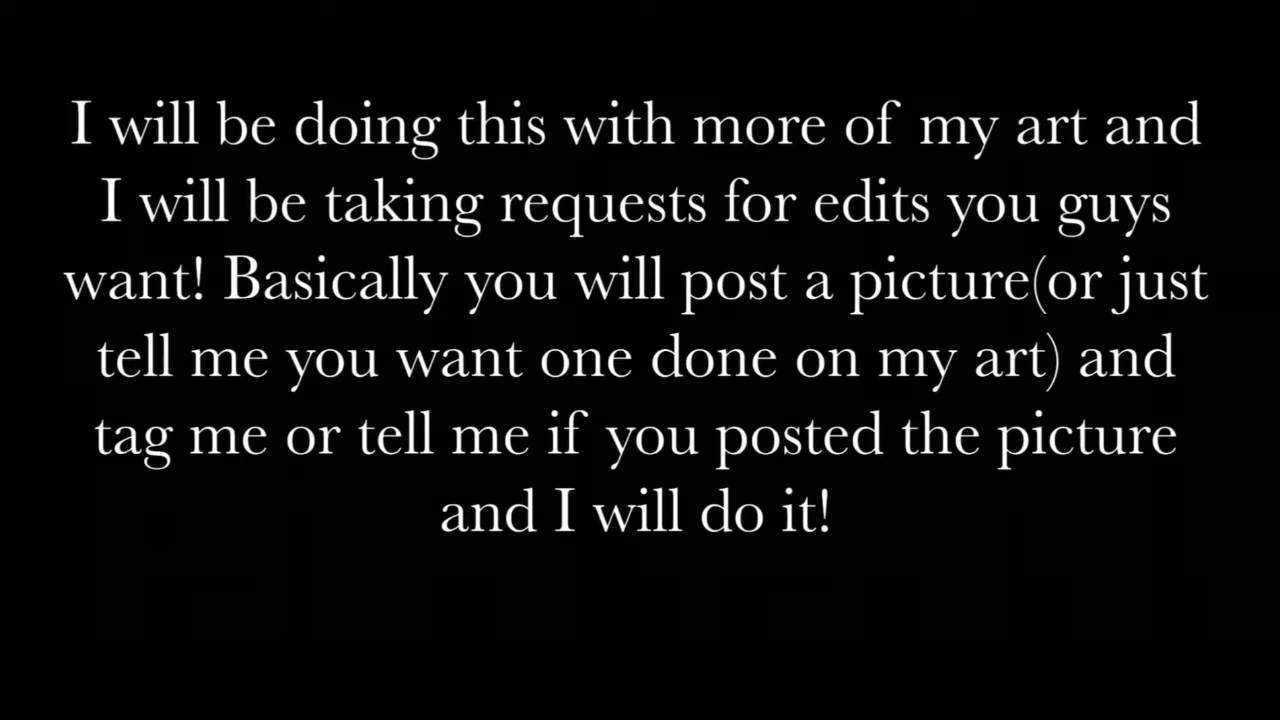 I will be doing this with more of my art and
I will be taking requests for edits you guys
want! Basically you will post a picture(or just
tell me you want one done on my art) and
tag me or tell me if you posted the picture
and I will do it!